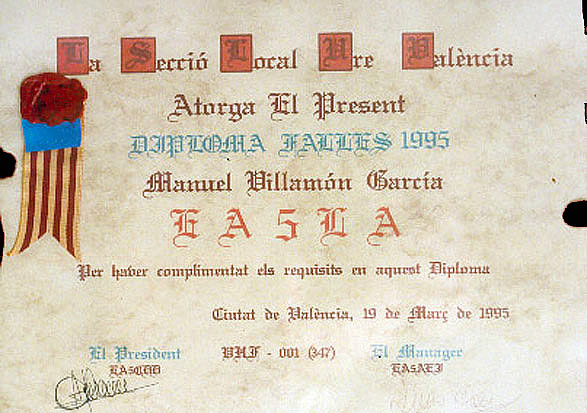 La Secció Local Ure València
Atorga El Present
DIPLOMA FALLES 1995
Manuel Villamón García
EA5LA
Per haver complimentat els requisits en aquest Diploma
Ciutat de València, 19 de Març de 1995
El President VHF - 001 (347) El Manager